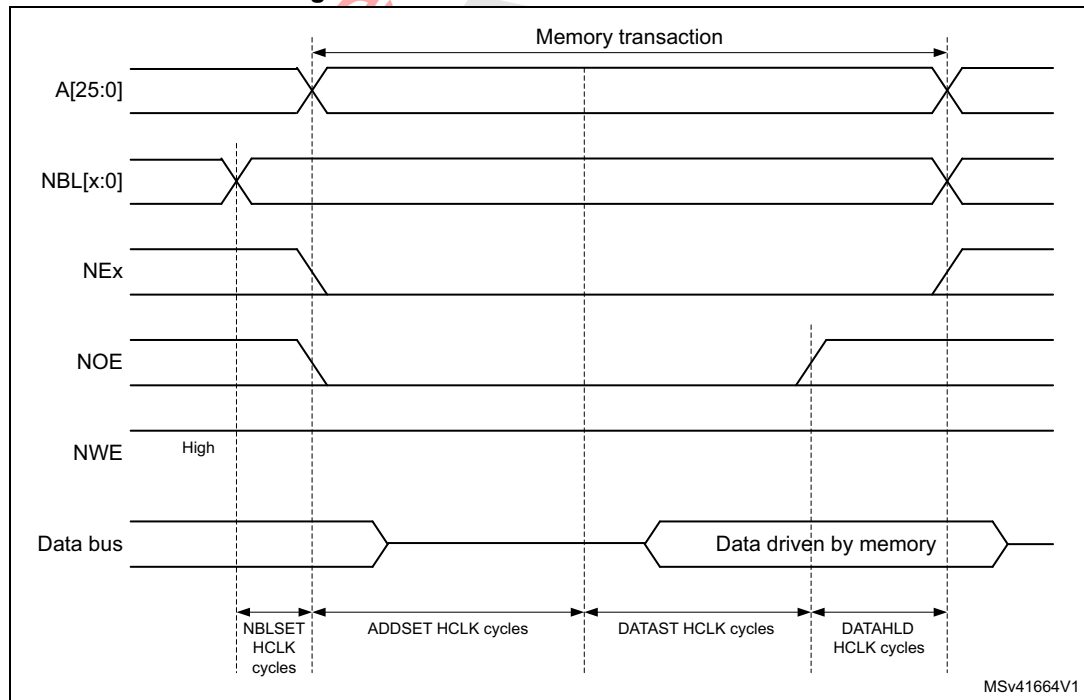 Memory transaction
A[25:0]
NBL[x:0]
NEx
NOE
NWE
High
Data bus
Data driven by memory
NBLSET
HCLK
cycles
ADDSET HCLK cycles
DATAST HCLK cycles
DATAHLD
HCLK cycles
MSv41664V1